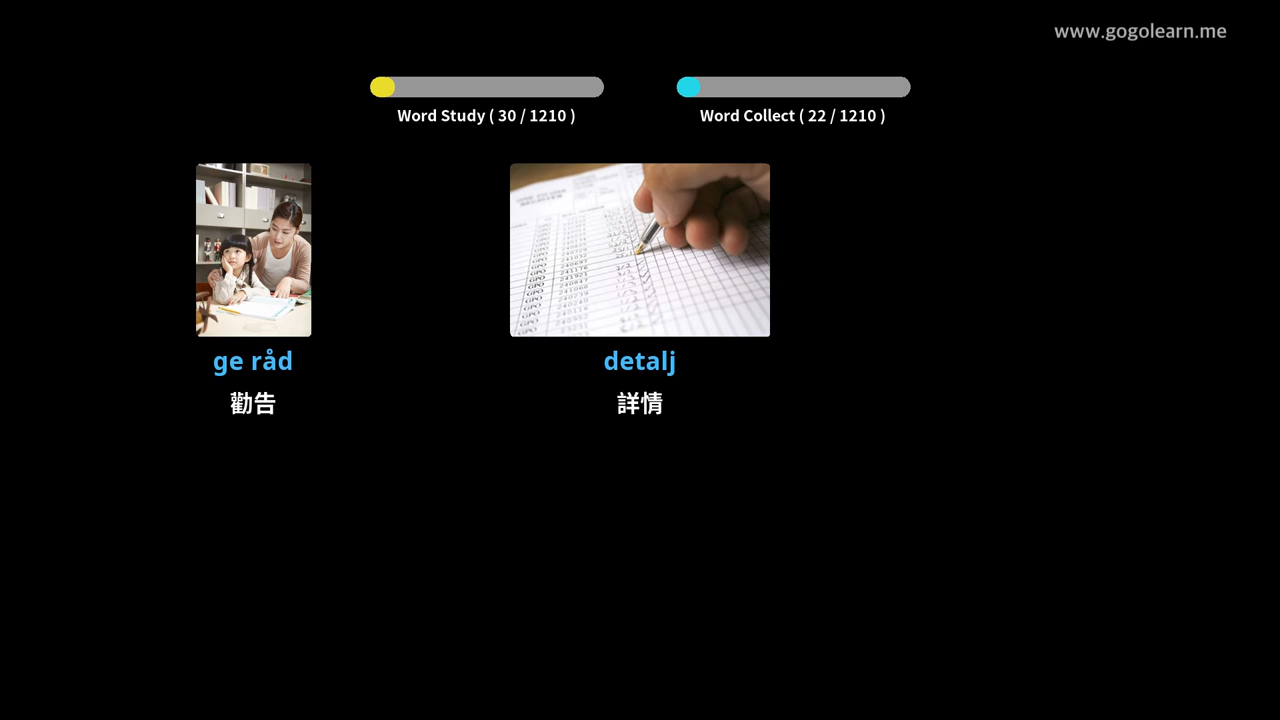 www.gogolearn.me
Word Study ( 30 / 1210 )
Word Collect ( 22 / 1210 )
ge råd
勸告
detalj
詳情